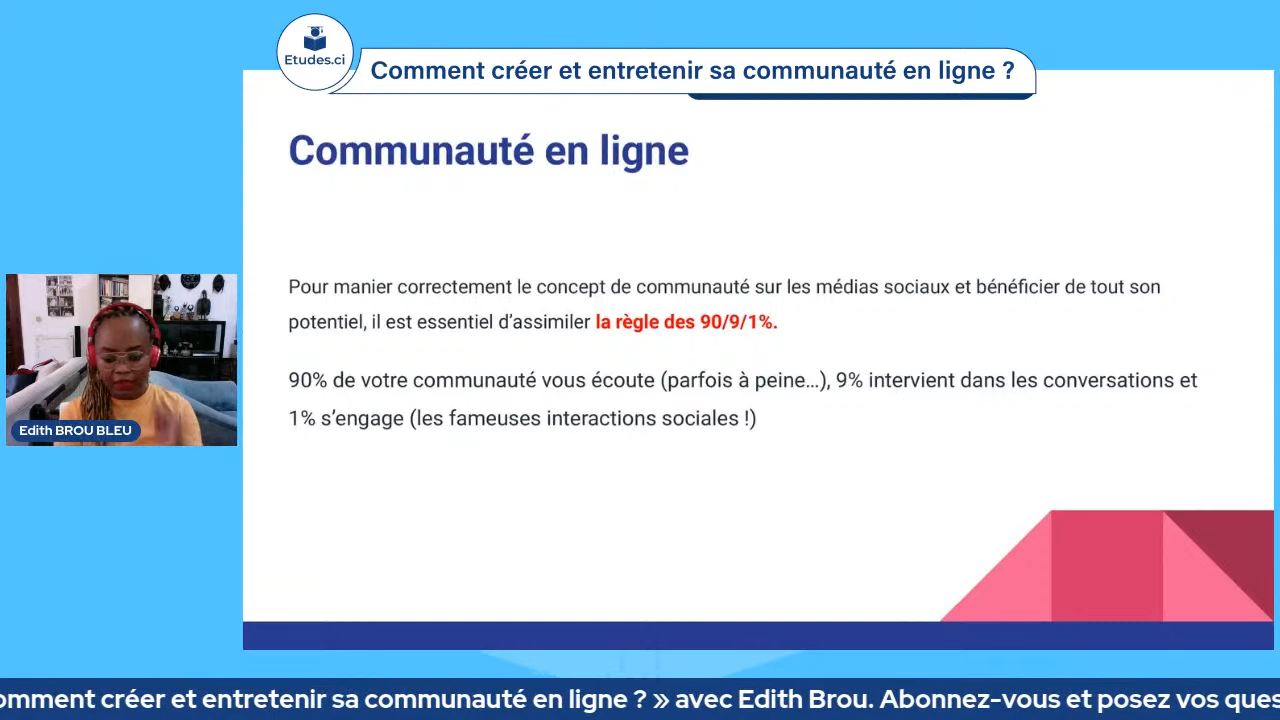 Etudes.ci
Comment créer et entretenir sa communauté en ligne ?
Communauté en ligne
Pour manier correctement le concept de communauté sur les médias sociaux et bénéficier de tout son
potentiel, il est essentiel d'assimiler la règle des 90/9/1%.
90% de votre communauté vous écoute (parfois à peine…), 9% intervient dans les conversations et
1% s'engage (les fameuses interactions sociales !)
Edith BROU BLEU
omment créer et entretenir sa communauté en ligne ? » avec Edith Brou. Abonnez-vous et posez vos ques